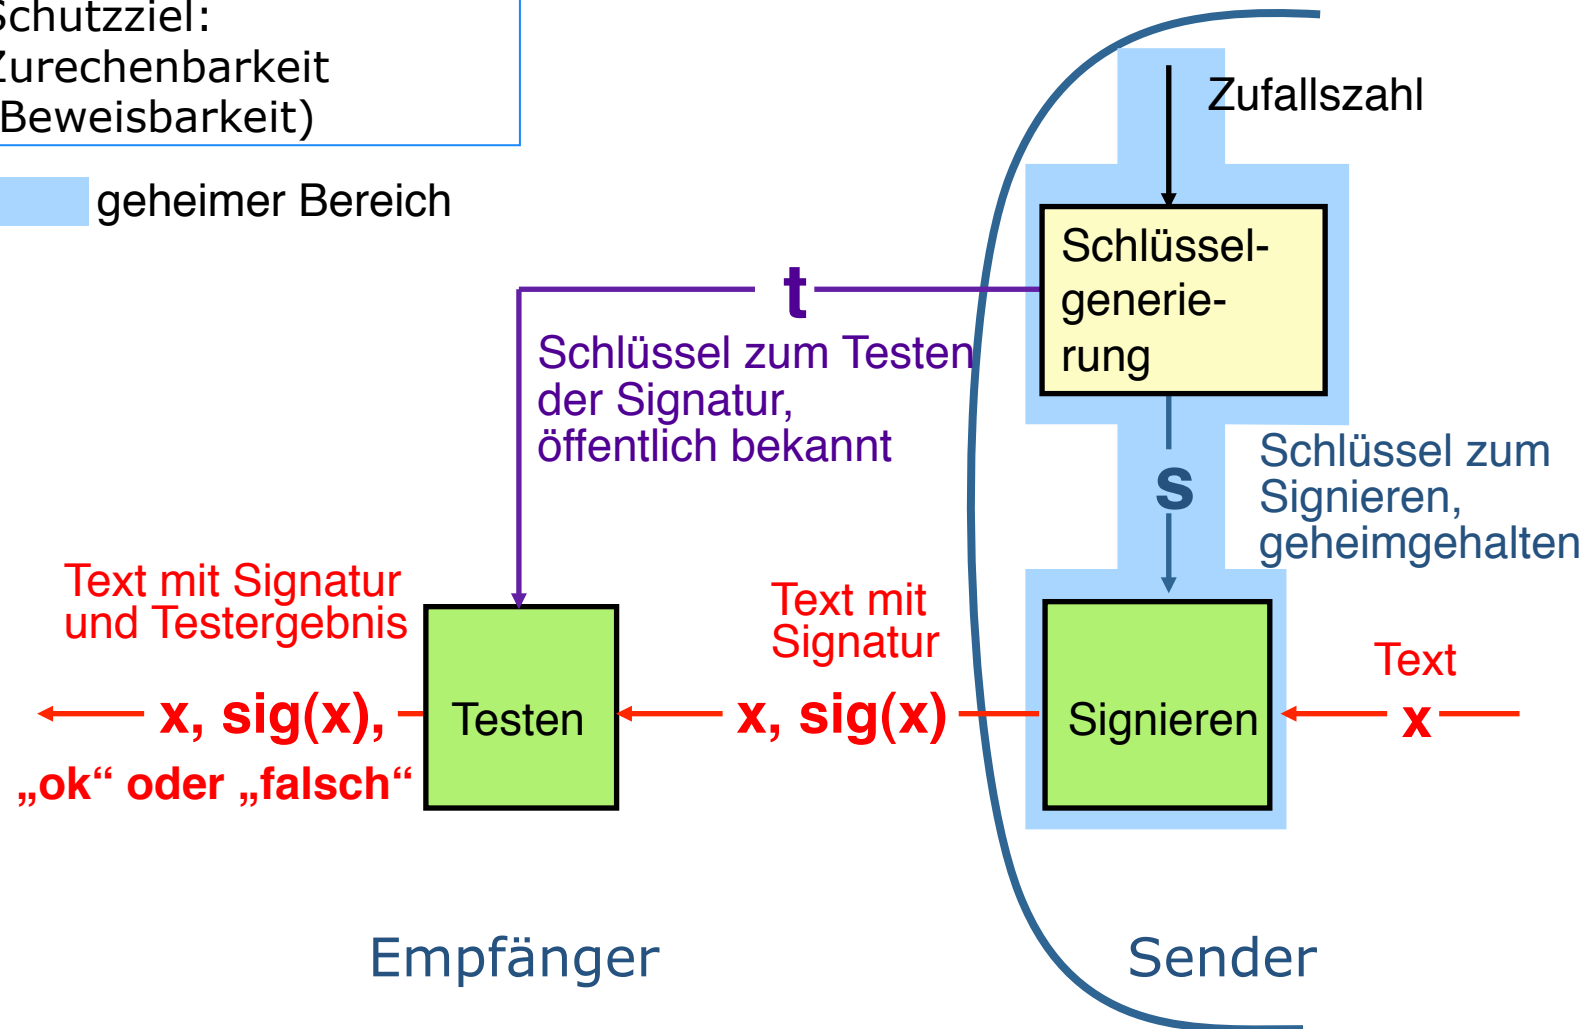 Schutzziel:
Zurechenbarkeit
(Beweisbarkeit)
geheimer Bereich
Zufallszahl
Schlüssel-
generie-
rung
t
Schlüssel zum Testen
der Signatur,
öffentlich bekannt
s
Schlüssel zum
Signieren,
geheimgehalten
Text mit Signatur
und Testergebnis
x, sig(x),
„ok“ oder „falsch“
Testen
Text mit
Signatur
x, sig(x)
Signieren
Text
x
Empfänger
Sender